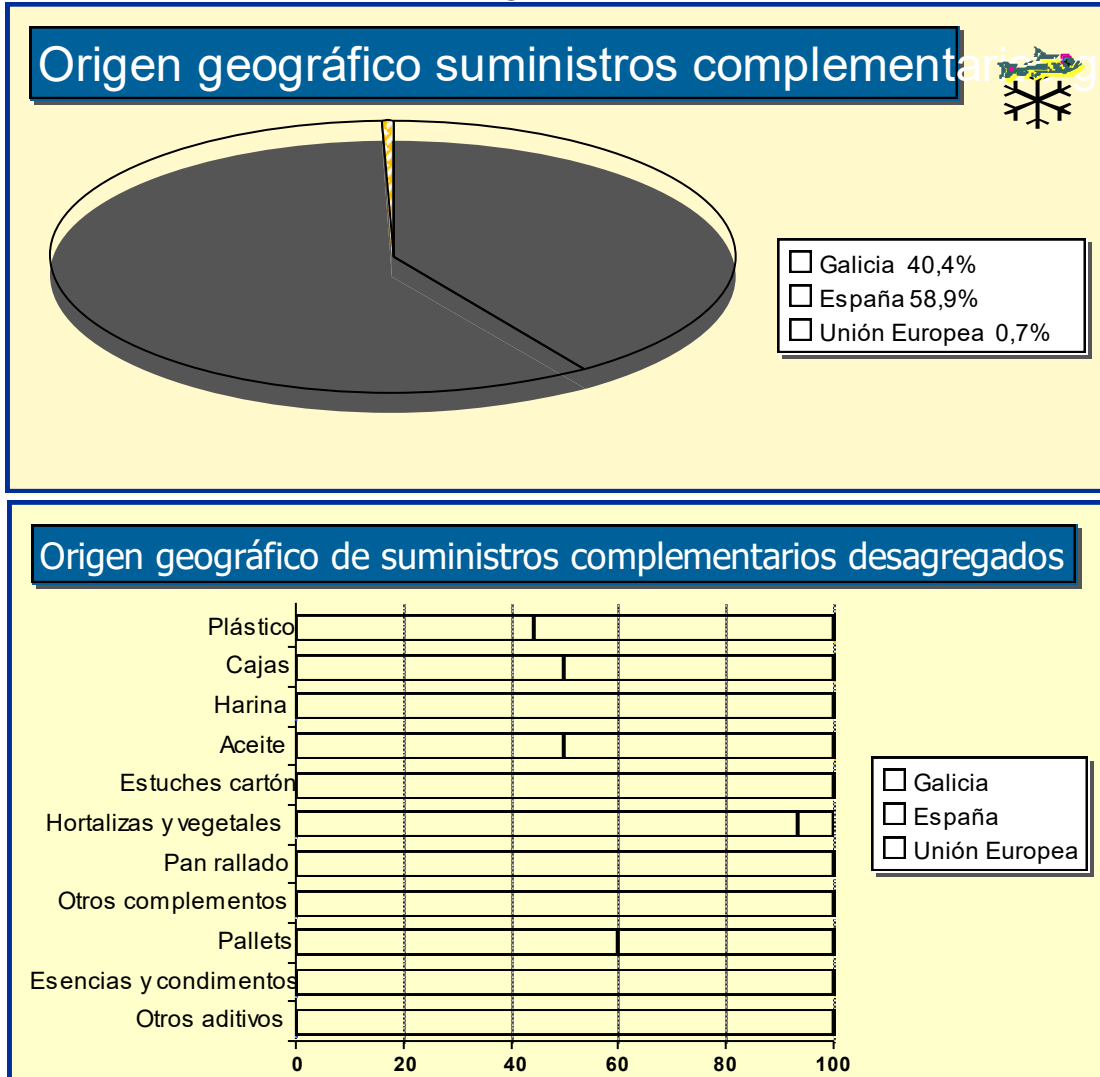 Origen geográfico suministros complementarios g
Galicia 40,4%
España 58,9%
Unión Europea 0,7%
Origen geográfico de suministros complementarios desagregados
Plástico
Cajas
Harina
Aceite
Estuches cartón
Hortalizas y vegetales
Pan rallado
Otros complementos
Pallets
Esencias y condimentos
Otros aditivos
0 20 40 60 80 100
Galicia
España
Unión Europea